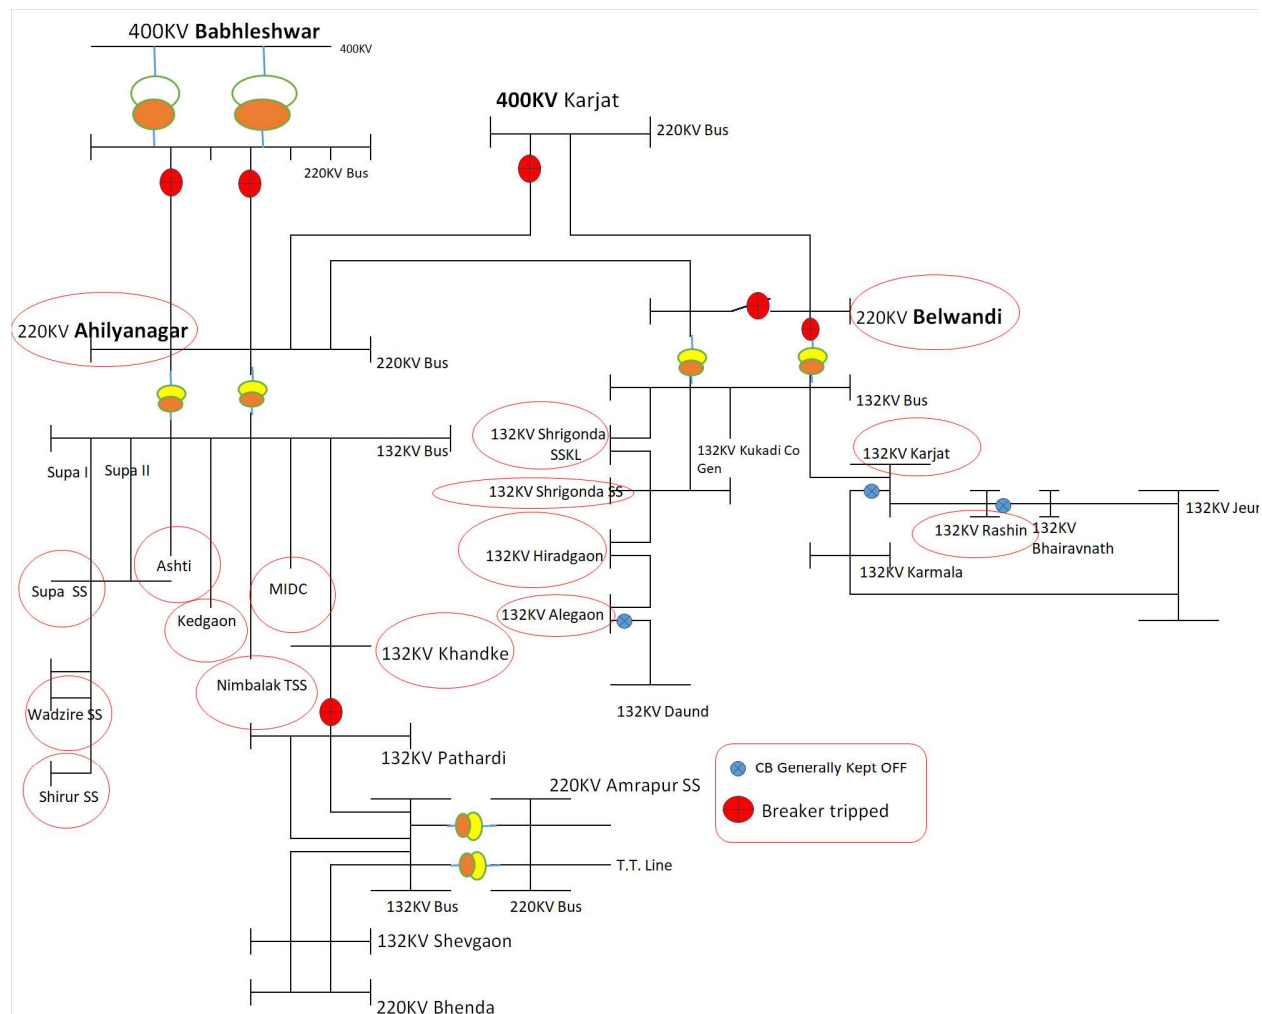 400KV Babhleshwar
400KV
400KV Karjat
220KV Bus
220KV Bus
220KV Ahilyanagar
220KV Belwandi
220KV Bus
132KV Bus
132KV Shrigonda
SSKL
132KV Bus
132KV Kukadi Co
Gen
132KV Karjat
Supa I
Supa II
132KV Shrigonda SS
132KV Jeur
132KV Rashin
132KV
Bhairavnath
132KV Hiradgaon
132KV Karmala
Ashti
Supa SS
MIDC
Kedgaon
132KV Alegaon
132KV Khandke
Nimbalak TSS
132KV Daund
Wadzire SS
132KV Pathardi
Shirur SS
220KV Amrapur SS
CB Generally Kept OFF
Breaker tripped
T.T. Line
132KV Bus
220KV Bus
132KV Shevgaon
220KV Bhenda